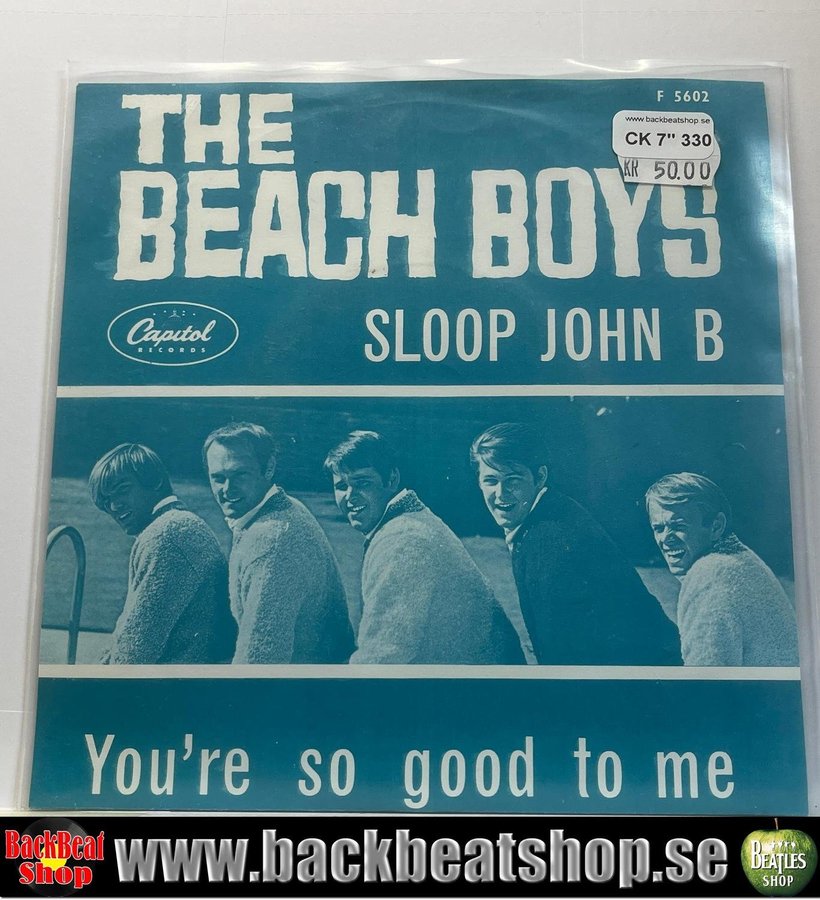 THE
F 5602
www.backbeatshop.se
CK 7" 330
KR 50.00
BEACH BOYS
Capitol
RECORDS
SLOOP JOHN B
You're so good to me
BackBeat
Shop
www.backbeatshop.se
BEATLES
SHOP